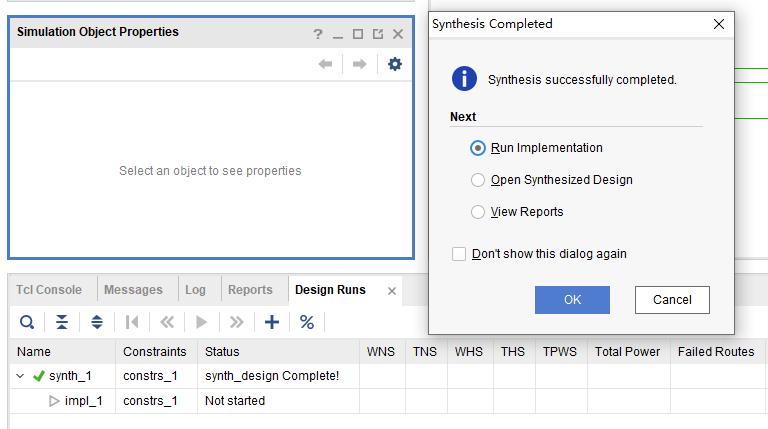 Simulation Object Properties
Select an object to see properties
Synthesis Completed
Synthesis successfully completed.
Next
Run Implementation
Open Synthesized Design
View Reports
Don't show this dialog again
OK
Cancel
Tcl Console
Messages
Log
Reports
Design Runs
Name Constraints Status WNS TNS WHS THS TPWS Total Power Failed Routes
synth_1 constrs_1 synth_design Complete!
impl_1 constrs_1 Not started